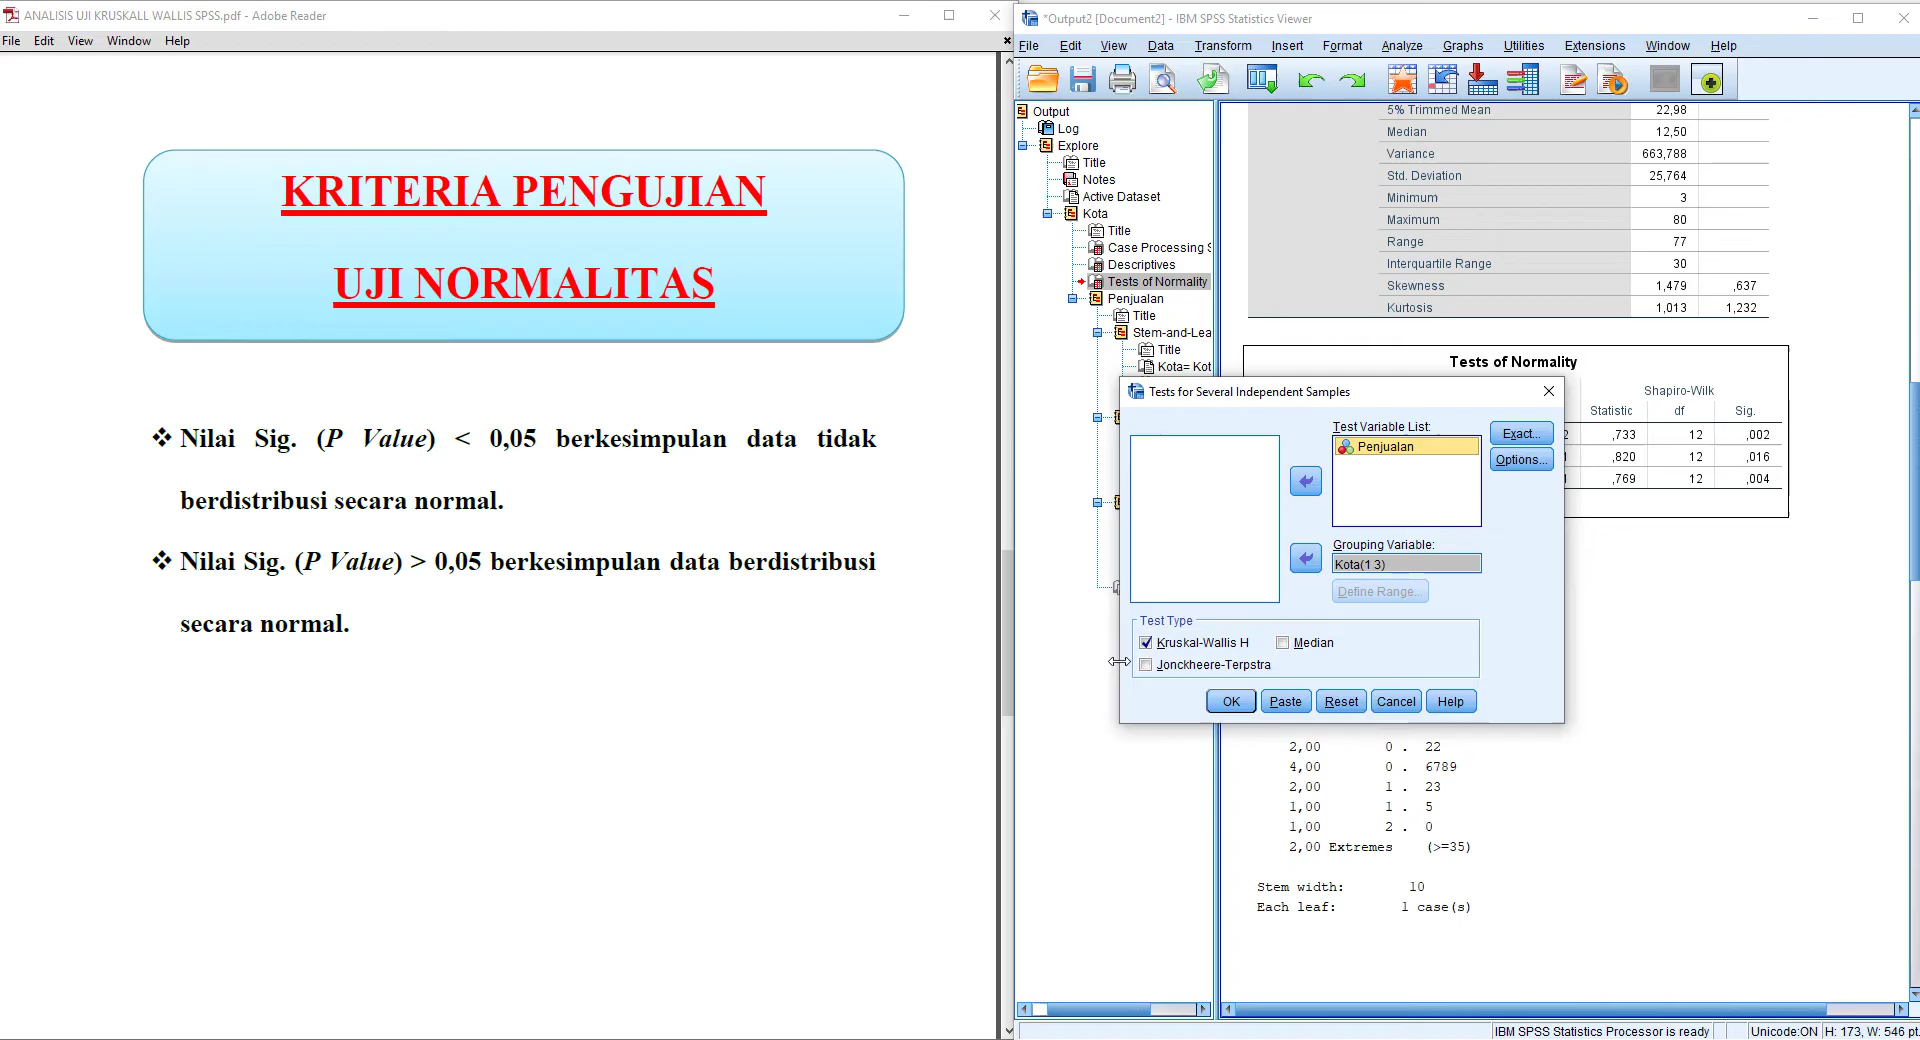 ANALISIS UJI KRUSKALL WALLIS SPSS.pdf - Adobe Reader
File Edit View Window Help
KRITERIA PENGUJIAN
UJI NORMALITAS
❖ Nilai Sig. (P Value) < 0,05 berkesimpulan data tidak
berdistribusi secara normal.
❖ Nilai Sig. (P Value) > 0,05 berkesimpulan data berdistribusi
secara normal.
*Output2 [Document2] - IBM SPSS Statistics Viewer
File Edit View Data Transform Insert Format Analyze Graphs Utilities Extensions Window Help
Output
Log
Explore
Title
Notes
Active Dataset
Kota
Title
Case Processing S
Descriptives
Tests of Normality
Penjualan
Title
Stem-and-Lea
Title
Kota= Kot
5% Trimmed Mean 22,98
Median 12,50
Variance 663,788
Std. Deviation 25,764
Minimum 3
Maximum 80
Range 77
Interquartile Range 30
Skewness 1,479 ,637
Kurtosis 1,013 1,232
Tests of Normality
Shapiro-Wilk
Statistic df Sig.
,733 12 ,002
,820 12 ,016
,769 12 ,004
Tests for Several Independent Samples
Test Variable List:
Penjualan
Exact...
Options...
Grouping Variable:
Kota(1 3)
Define Range...
Test Type
Kruskal-Wallis H Median
Jonckheere-Terpstra
OK Paste Reset Cancel Help
2,00 0 . 22
4,00 0 . 6789
2,00 1 . 23
1,00 1 . 5
1,00 2 . 0
2,00 Extremes (>=35)
Stem width: 10
Each leaf: 1 case(s)
IBM SPSS Statistics Processor is ready Unicode:ON H: 173, W: 546 pt.